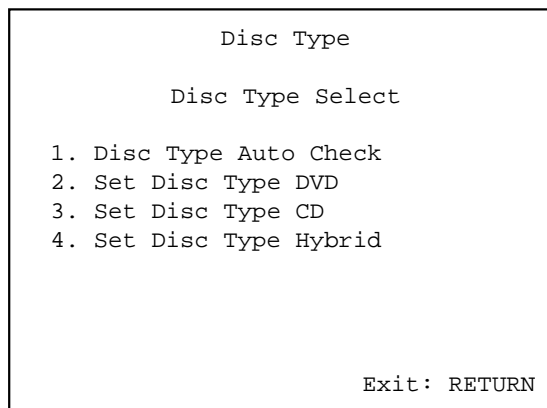 Disc Type
Disc Type Select
1. Disc Type Auto Check
2. Set Disc Type DVD
3. Set Disc Type CD
4. Set Disc Type Hybrid
Exit: RETURN